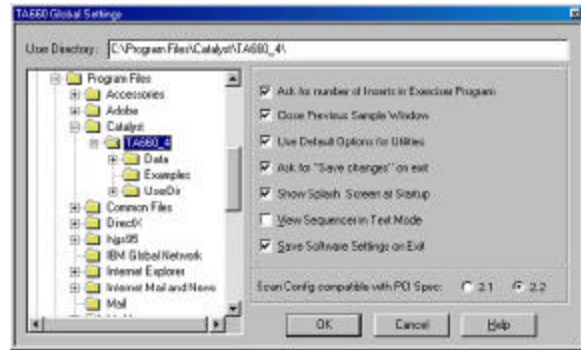 TA660 Global Settings
User Directory: C:\Program Files\Catalyst\TA660_4\
Program Files
Accessories
Adobe
Catalyst
TA660_4
Data
Examples
UserDir
Common Files
DirectX
IBM Global Network
Internet Explorer
Internet Mail and News
Mail
Ask for number of Inserts in Exerciser Program
Close Previous Sample Window
Use Default Options for Utilities
Ask for "Save changes" on exit
Show Splash Screen at Startup
View Sequencer in Text Mode
Save Software Settings on Exit
Scan Config compatible with PCI Spec: 2.1 2.2
OK Cancel Help